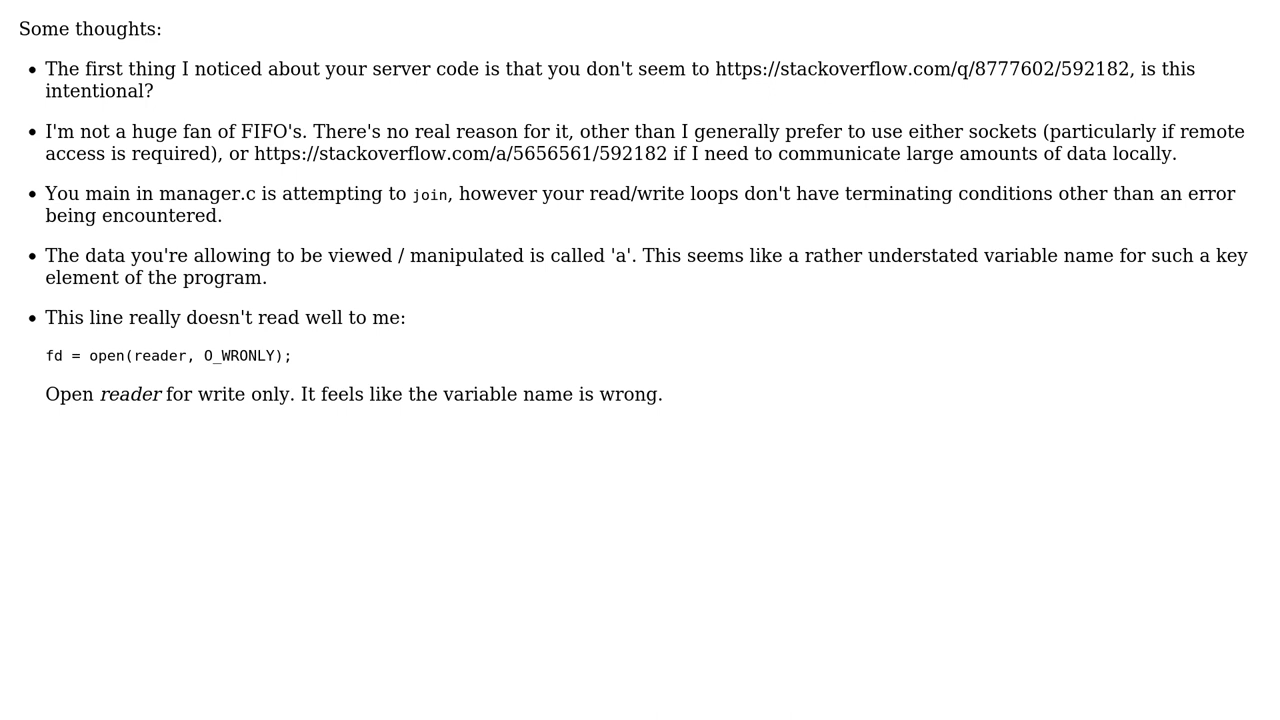 Some thoughts:
The first thing I noticed about your server code is that you don't seem to https://stackoverflow.com/q/8777602/592182, is this
intentional?
I'm not a huge fan of FIFO's. There's no real reason for it, other than I generally prefer to use either sockets (particularly if remote
access is required), or https://stackoverflow.com/a/5656561/592182 if I need to communicate large amounts of data locally.
You main in manager.c is attempting to join, however your read/write loops don't have terminating conditions other than an error
being encountered.
The data you're allowing to be viewed / manipulated is called 'a'. This seems like a rather understated variable name for such a key
element of the program.
This line really doesn't read well to me:
fd = open(reader, O_WRONLY);
Open reader for write only. It feels like the variable name is wrong.